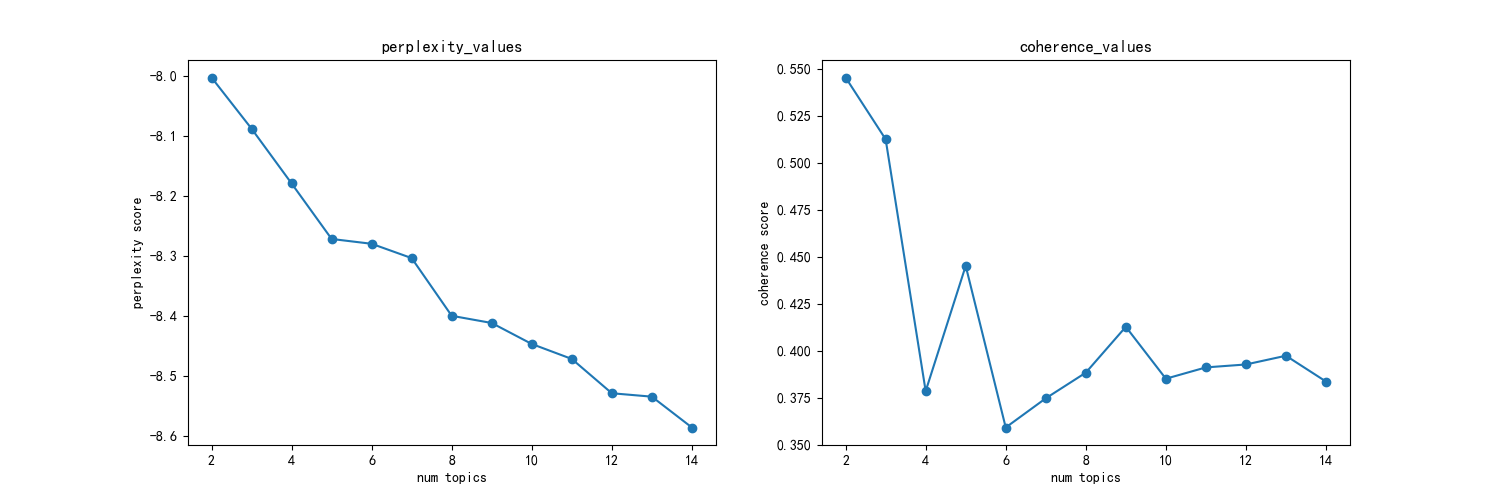 perplexity_values
-8.0
-8.1
-8.2
-8.3
-8.4
-8.5
-8.6
perplexity score
2 4 6 8 10 12 14
num topics
coherence_values
0.550
0.525
0.500
0.475
0.450
0.425
0.400
0.375
0.350
coherence score
2 4 6 8 10 12 14
num topics